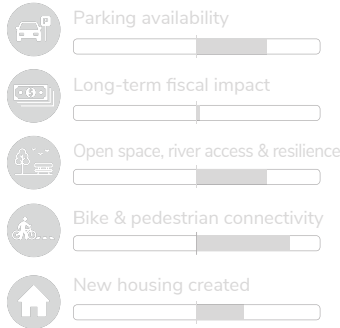 P
Parking availability
Long-term fiscal impact
Open space, river access & resilience
Bike & pedestrian connectivity
New housing created